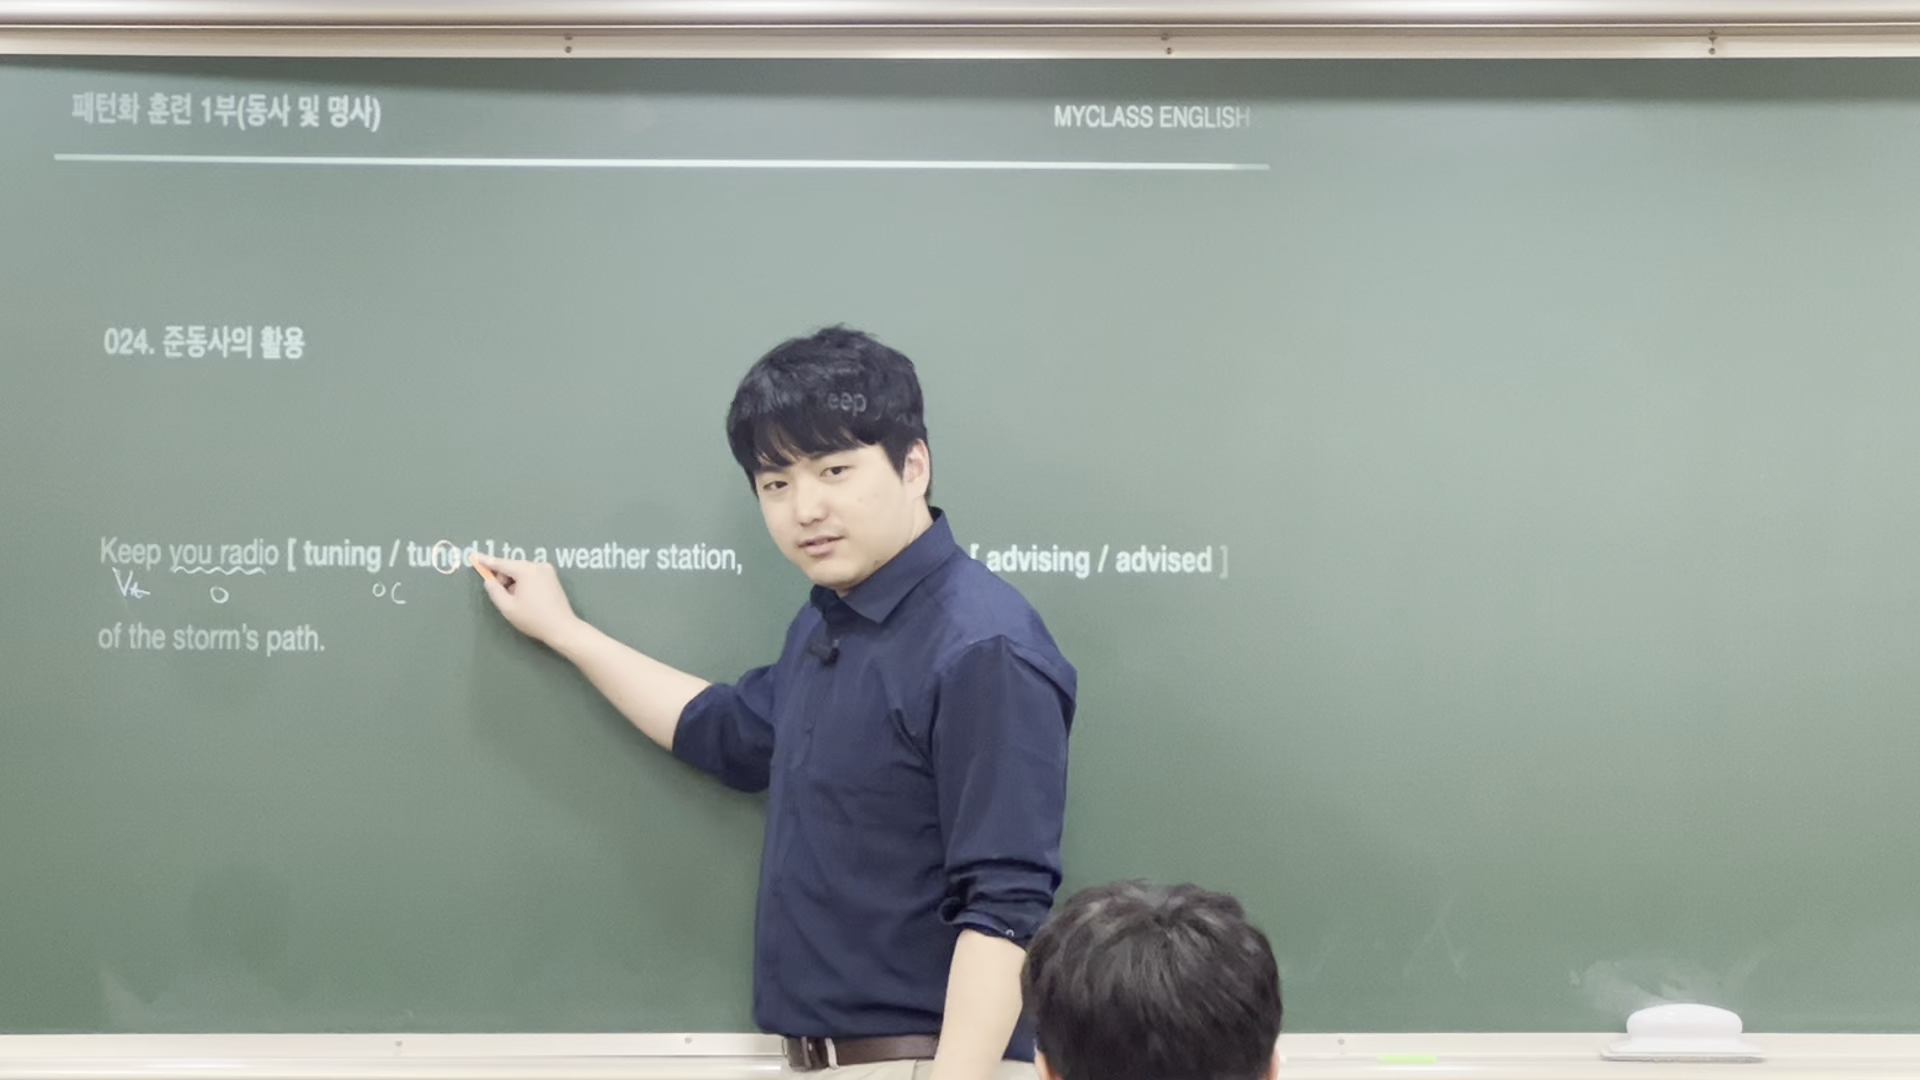 패턴화 훈련 1부(동사 및 명사)
MYCLASS ENGLISH
024. 준동사의 활용
eep
Keep you radio [ tuning / tuned ] to a weather station, [ advising / advised ]
O OC
of the storm's path.